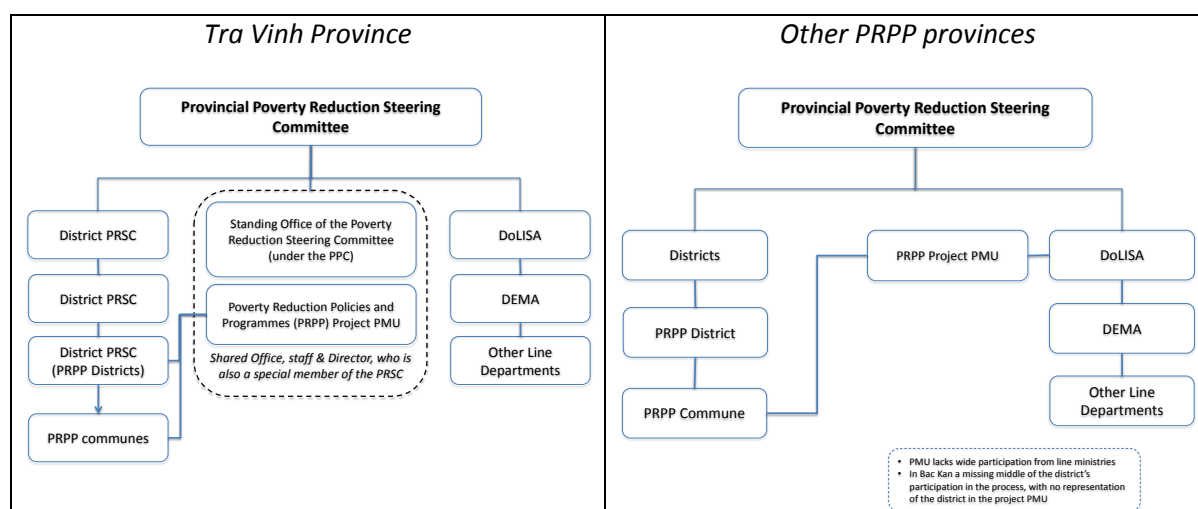 Tra Vinh Province
Provincial Poverty Reduction Steering
Committee
District PRSC
District PRSC
District PRSC
(PRPP Districts)
PRPP communes
Standing Office of the Poverty
Reduction Steering Committee
(under the PPC)
Poverty Reduction Policies and
Programmes (PRPP) Project PMU
Shared Office, staff & Director, who is
also a special member of the PRSC
DoLISA
DEMA
Other Line
Departments
Other PRPP provinces
Provincial Poverty Reduction Steering
Committee
Districts
PRPP District
PRPP Commune
PRPP Project PMU
DoLISA
DEMA
Other Line
Departments
• PMU lacks wide participation from line ministries
• In Bac Kan a missing middle of the district's
participation in the process, with no representation
of the district in the project PMU